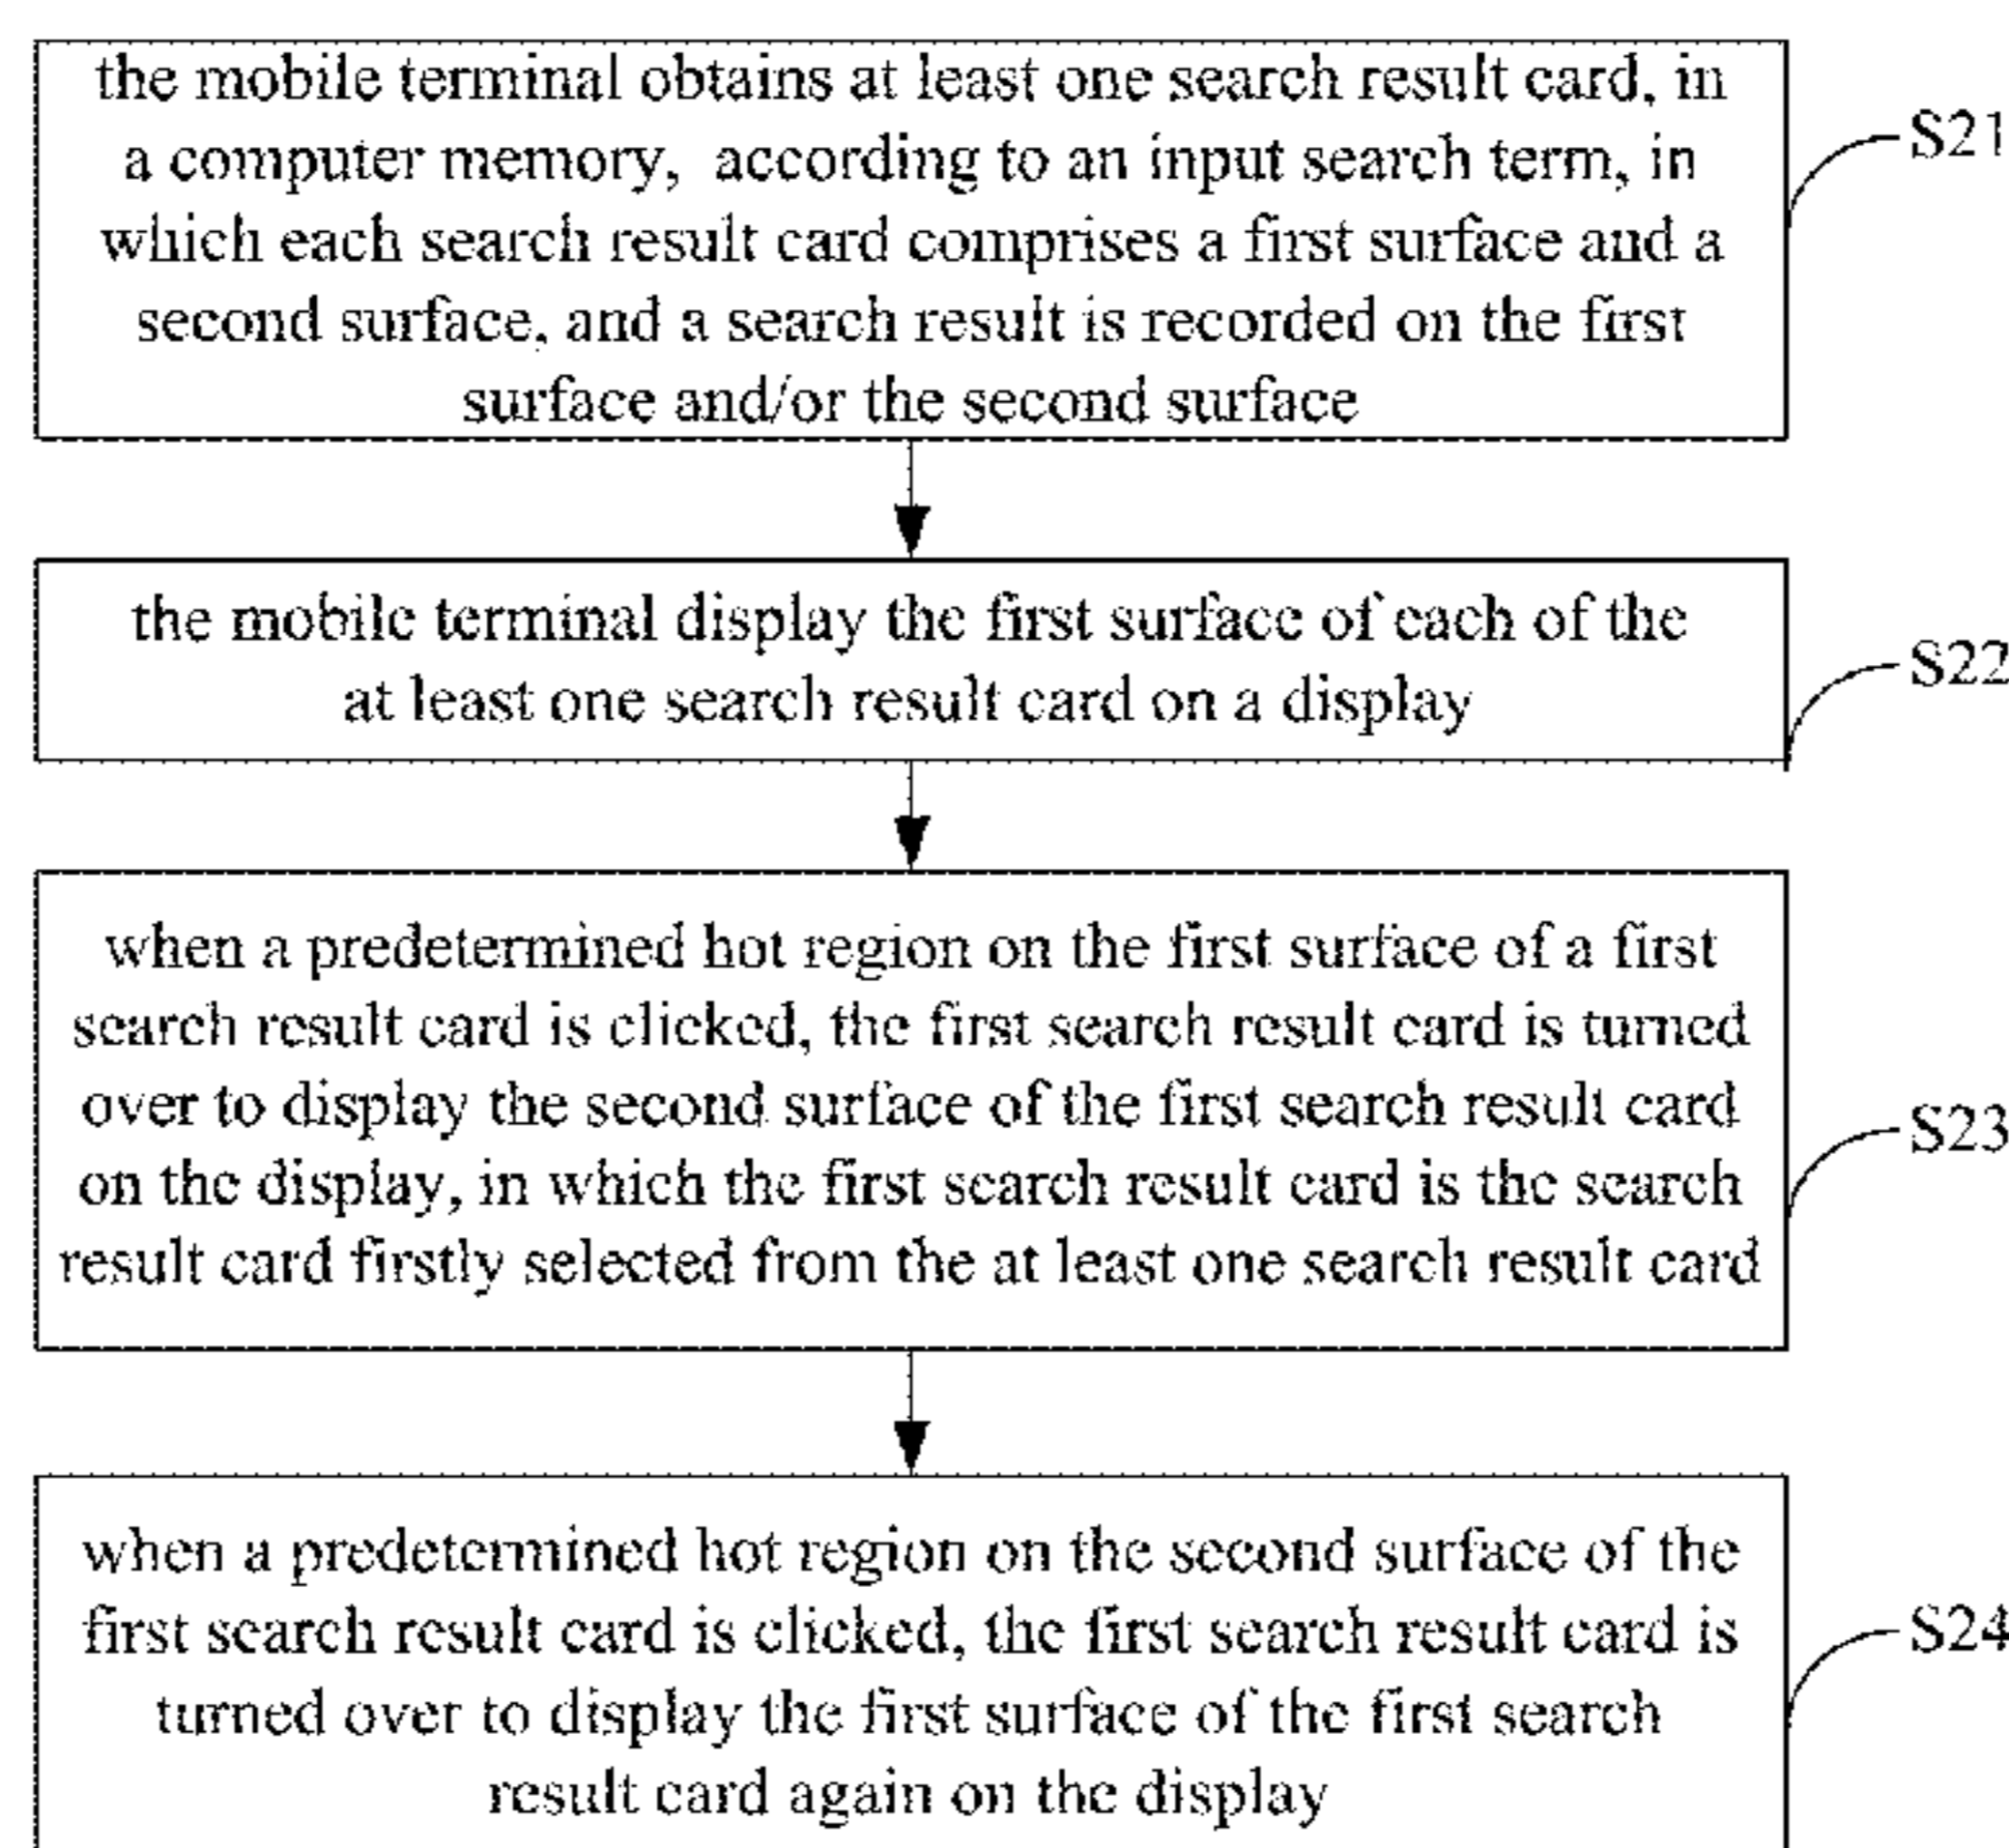 the mobile terminal obtains at least one search result card, in
a computer memory, according to an input search term, in
which each search result card comprises a first surface and a
second surface, and a search result is recorded on the first
surface and/or the second surface
S21
the mobile terminal display the first surface of each of the
at least one search result card on a display
S22
when a predetermined hot region on the first surface of a first
search result card is clicked, the first search result card is turned
over to display the second surface of the first search result card
on the display, in which the first search result card is the search
result card firstly selected from the at least one search result card
S23
when a predetermined hot region on the second surface of the
first search result card is clicked, the first search result card is
turned over to display the first surface of the first search
result card again on the display
S24